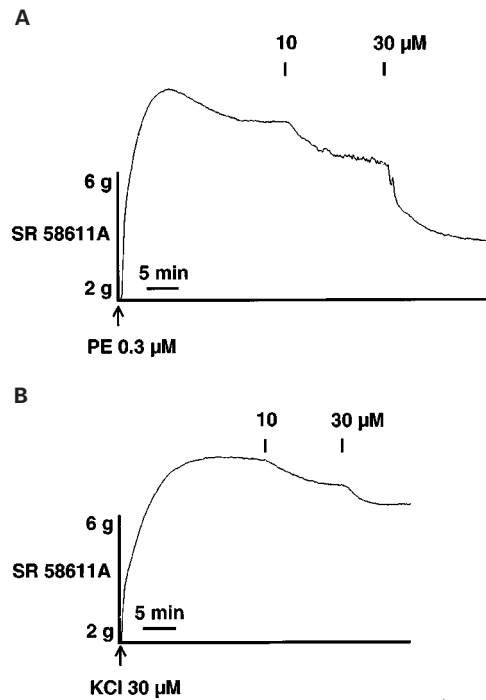 A
10 30 µM
6 g
SR 58611A
5 min
2 g
PE 0.3 µM
B
10 30 µM
6 g
SR 58611A
5 min
2 g
KCl 30 µM